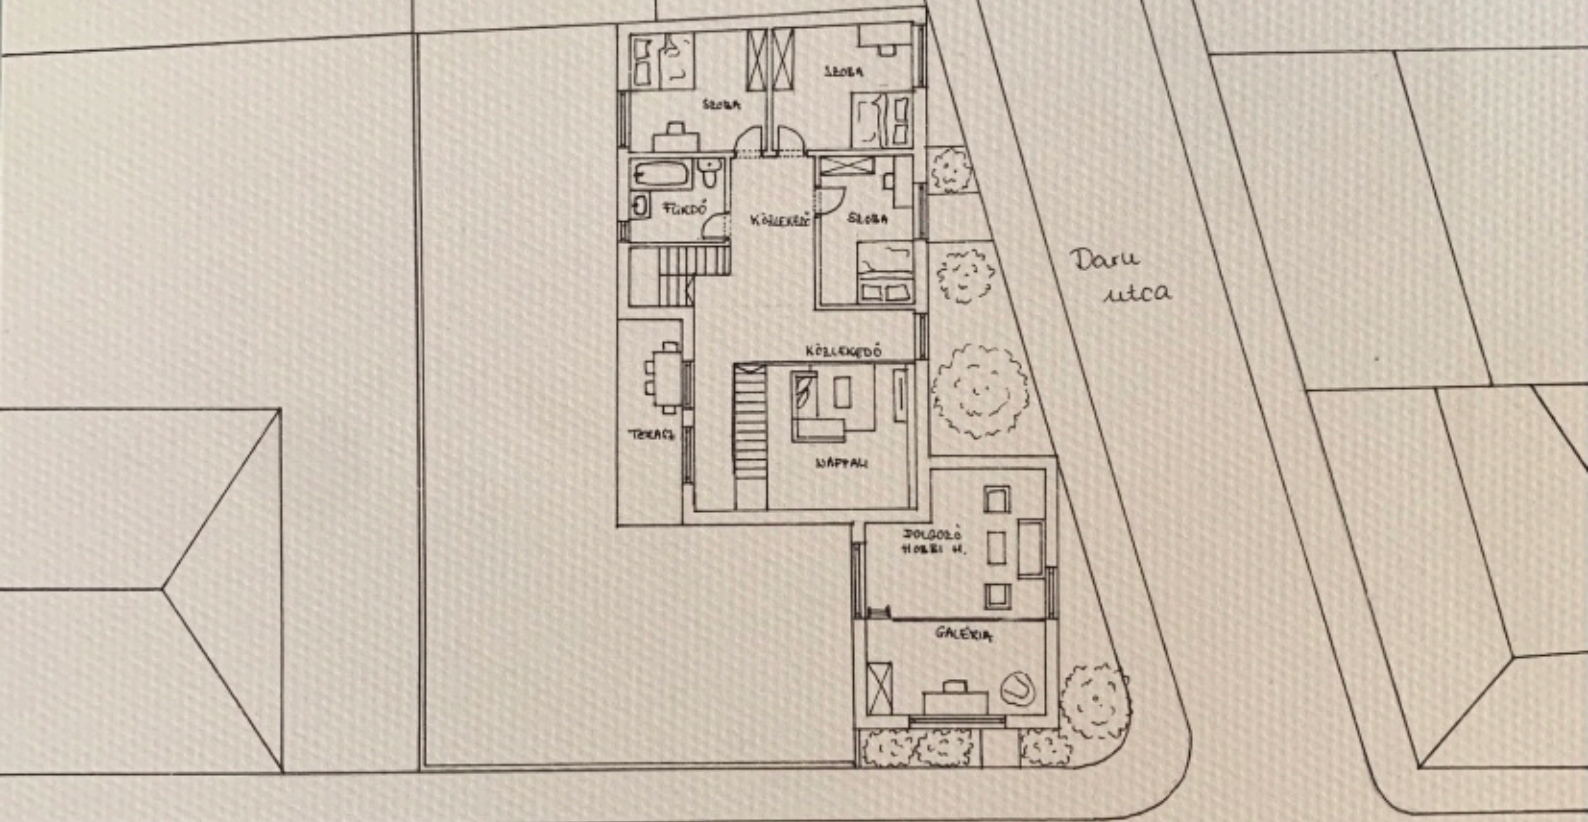 SZOBA
SZOBA
FÜRDŐ
KÖZLEKEDŐ
SZOBA
Daru
utca
KÖZLEKEDŐ
TERASZ
NAPPALI
DOLGOZÓ
HOBBI H.
GALÉRIA